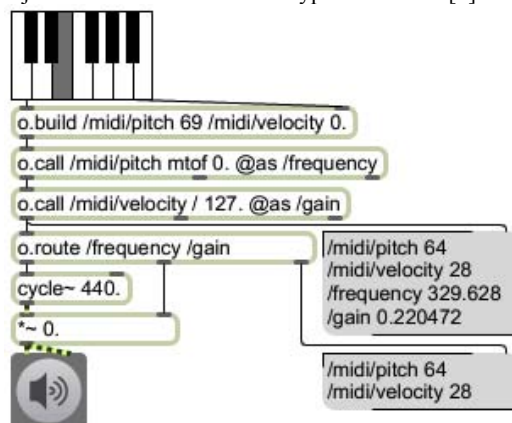 o.build /midi/pitch 69 /midi/velocity 0.
o.call /midi/pitch mtof 0. @as /frequency
o.call /midi/velocity / 127. @as /gain
o.route /frequency /gain
/midi/pitch 64
/midi/velocity 28
/frequency 329.628
/gain 0.220472
cycle~ 440.
*~ 0.
/midi/pitch 64
/midi/velocity 28